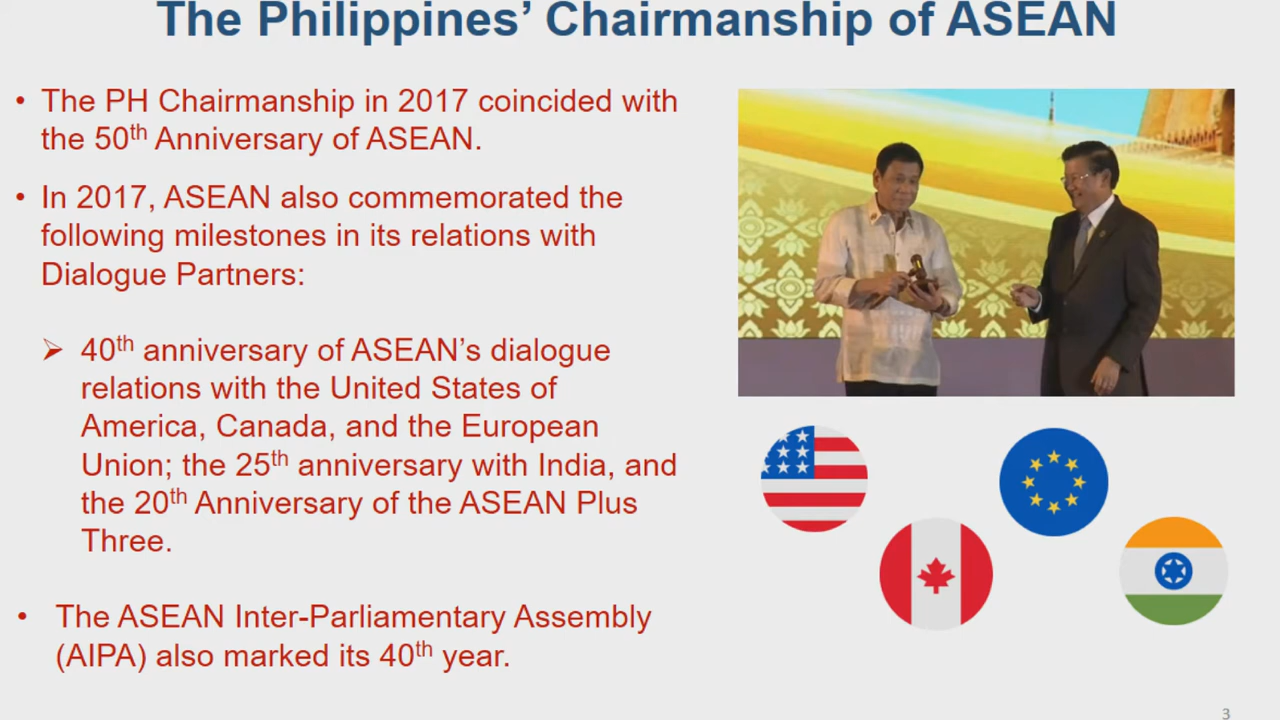 The Philippines’ Chairmanship of ASEAN
• The PH Chairmanship in 2017 coincided with
the 50th Anniversary of ASEAN.
• In 2017, ASEAN also commemorated the
following milestones in its relations with
Dialogue Partners:
➢ 40th anniversary of ASEAN’s dialogue
relations with the United States of
America, Canada, and the European
Union; the 25th anniversary with India, and
the 20th Anniversary of the ASEAN Plus
Three.
• The ASEAN Inter-Parliamentary Assembly
(AIPA) also marked its 40th year.
3